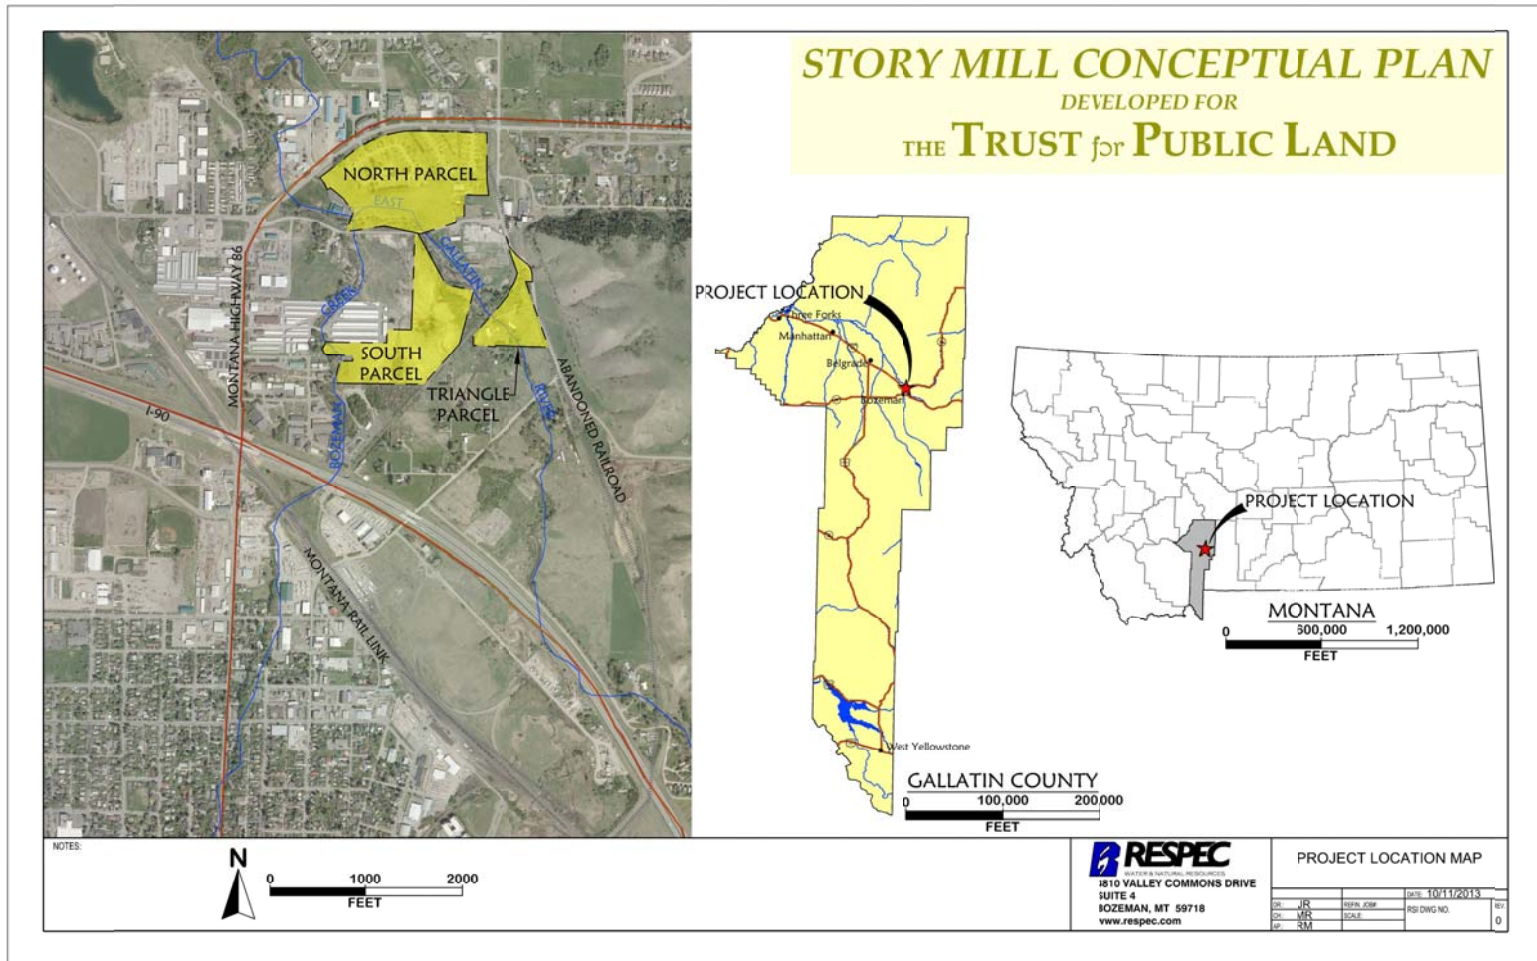 STORY MILL CONCEPTUAL PLAN
DEVELOPED FOR
THE TRUST for PUBLIC LAND
NORTH PARCEL
EAST
GALLATIN
RIVER
CREEK
BOZEMAN
SOUTH
PARCEL
TRIANGLE
PARCEL
MONTANA HIGHWAY 86
I-90
ABANDONED RAILROAD
MONTANA RAIL LINK
PROJECT LOCATION
Three Forks
Manhattan
Belgrade
Bozeman
West Yellowstone
GALLATIN COUNTY
0 100,000 200,000
FEET
PROJECT LOCATION
MONTANA
0 600,000 1,200,000
FEET
NOTES:
N
0 1000 2000
FEET
RESPEC
WATER & NATURAL RESOURCES
3810 VALLEY COMMONS DRIVE
SUITE 4
BOZEMAN, MT 59718
www.respec.com
PROJECT LOCATION MAP
DATE: 10/11/2013
DR.: JR
CH.: MR
AP.: RM
SCALE:
RSI DWG NO.
REV.
0